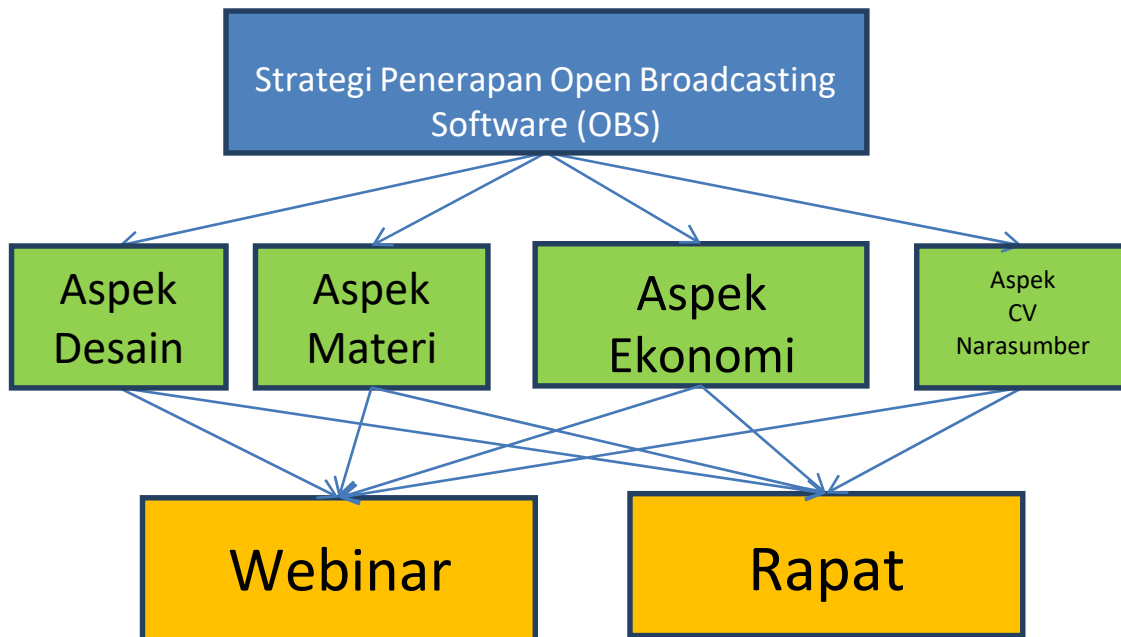 Strategi Penerapan Open Broadcasting
Software (OBS)
Aspek
Desain
Aspek
Materi
Aspek
Ekonomi
Aspek
CV
Narasumber
Webinar
Rapat